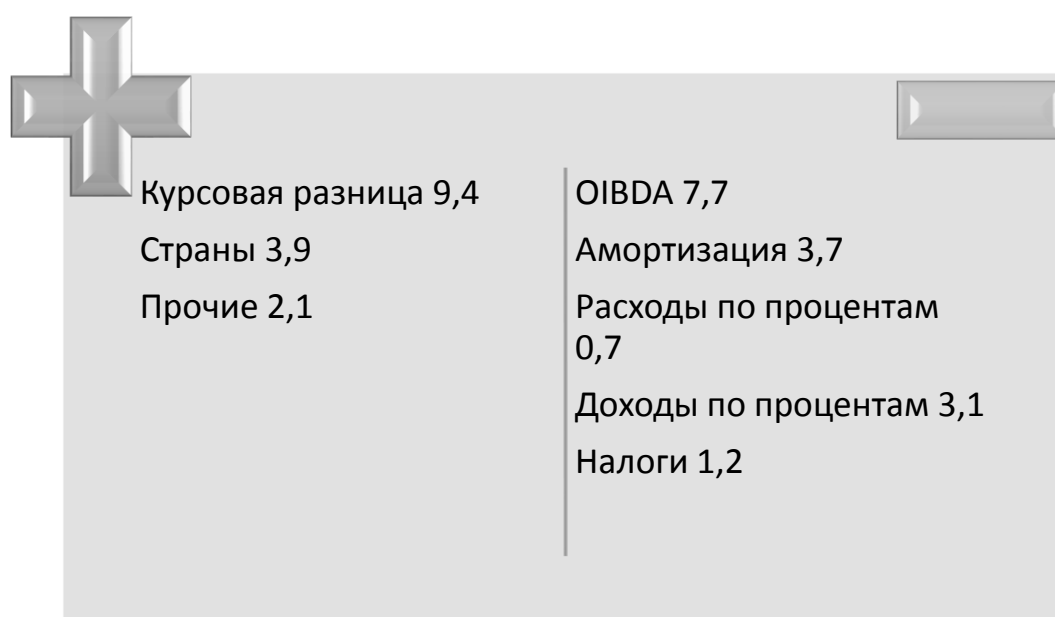 Курсовая разница 9,4
Страны 3,9
Прочие 2,1
OIBDA 7,7
Амортизация 3,7
Расходы по процентам
0,7
Доходы по процентам 3,1
Налоги 1,2